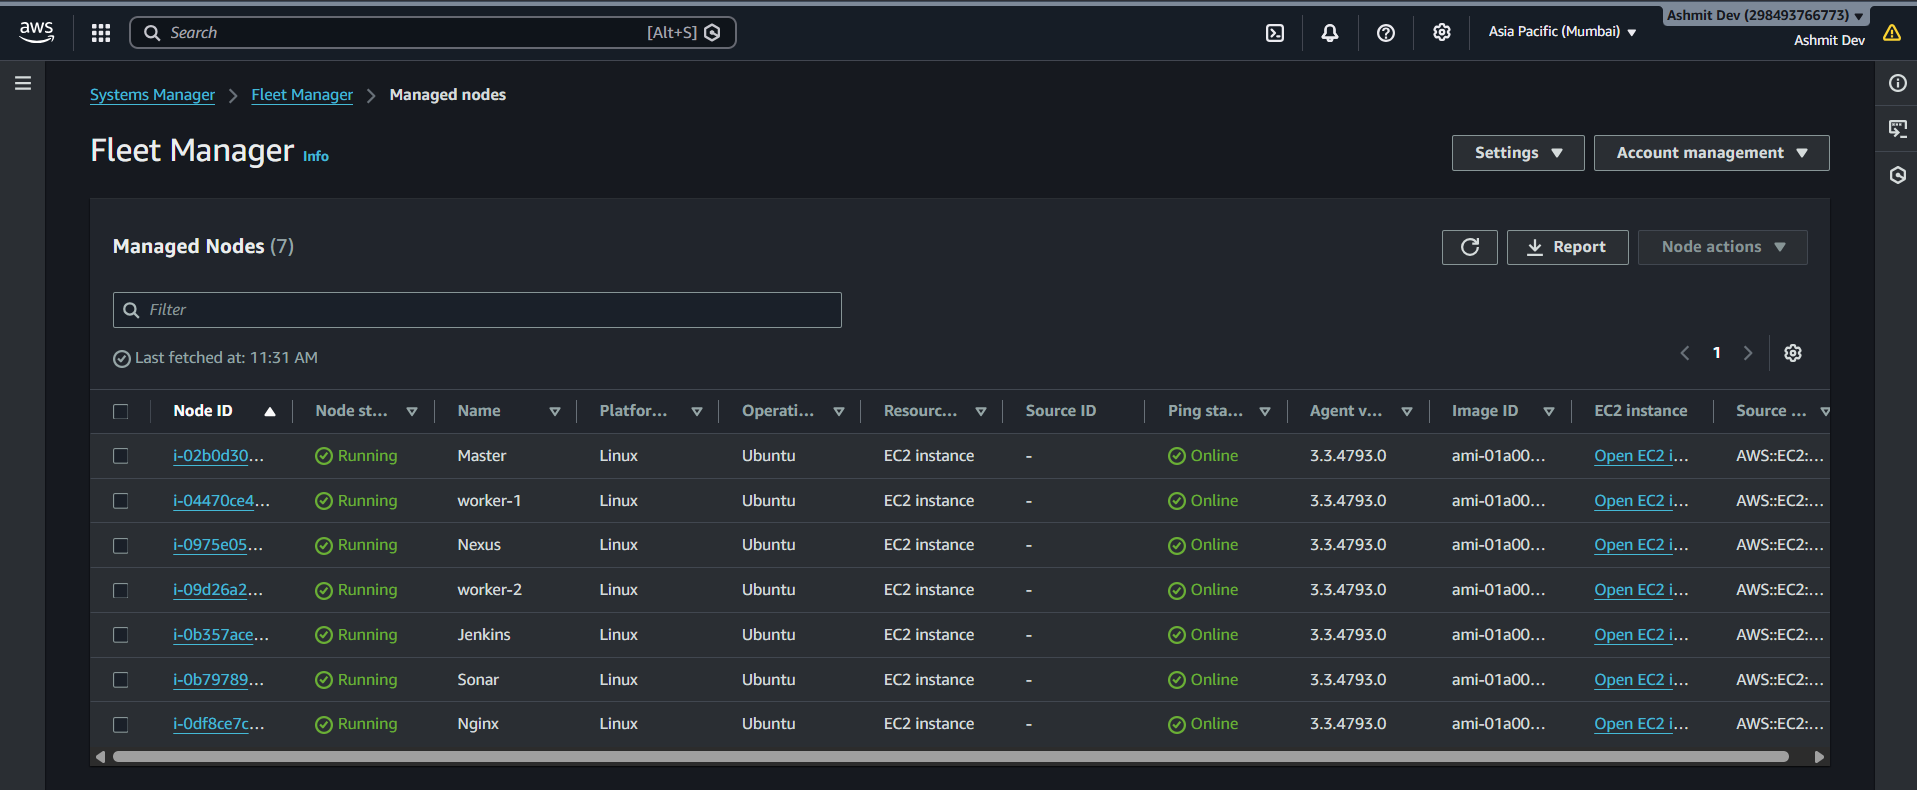 aws Search [Alt+S] Asia Pacific (Mumbai) Ashmit Dev (298493766773)
Ashmit Dev
Systems Manager Fleet Manager Managed nodes
Fleet Manager Info Settings Account management
Managed Nodes (7) Report Node actions
Filter
Last fetched at: 11:31 AM 1
Node ID Node st... Name Platfor... Operati... Resourc... Source ID Ping sta... Agent v... Image ID EC2 instance Source ...
i-02b0d30... Running Master Linux Ubuntu EC2 instance - Online 3.3.4793.0 ami-01a00... Open EC2 i... AWS::EC2:...
i-04470ce4... Running worker-1 Linux Ubuntu EC2 instance - Online 3.3.4793.0 ami-01a00... Open EC2 i... AWS::EC2:...
i-0975e05... Running Nexus Linux Ubuntu EC2 instance - Online 3.3.4793.0 ami-01a00... Open EC2 i... AWS::EC2:...
i-09d26a2... Running worker-2 Linux Ubuntu EC2 instance - Online 3.3.4793.0 ami-01a00... Open EC2 i... AWS::EC2:...
i-0b357ace... Running Jenkins Linux Ubuntu EC2 instance - Online 3.3.4793.0 ami-01a00... Open EC2 i... AWS::EC2:...
i-0b79789... Running Sonar Linux Ubuntu EC2 instance - Online 3.3.4793.0 ami-01a00... Open EC2 i... AWS::EC2:...
i-0df8ce7c... Running Nginx Linux Ubuntu EC2 instance - Online 3.3.4793.0 ami-01a00... Open EC2 i... AWS::EC2:...